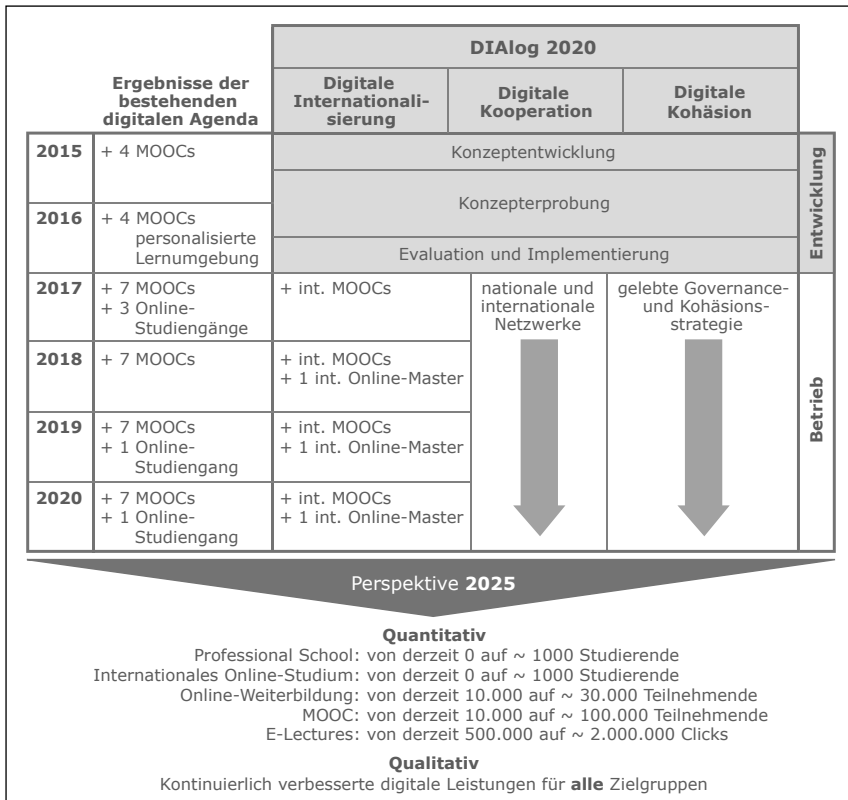 DIAlog 2020
Ergebnisse der
bestehenden
digitalen Agenda
Digitale
Internationali-
sierung
Digitale
Kooperation
Digitale
Kohäsion
2015
+ 4 MOOCs
Konzeptentwicklung
Konzepterprobung
2016
+ 4 MOOCs
personalisierte
Lernumgebung
Evaluation und Implementierung
Entwicklung
2017
+ 7 MOOCs
+ 3 Online-
Studiengänge
+ int. MOOCs
nationale und
internationale
Netzwerke
gelebte Governance-
und Kohäsions-
strategie
2018
+ 7 MOOCs
+ int. MOOCs
+ 1 int. Online-Master
2019
+ 7 MOOCs
+ 1 Online-
Studiengang
+ int. MOOCs
+ 1 int. Online-Master
2020
+ 7 MOOCs
+ 1 Online-
Studiengang
+ int. MOOCs
+ 1 int. Online-Master
Betrieb
Perspektive 2025
Quantitativ
Professional School: von derzeit 0 auf ~ 1000 Studierende
Internationales Online-Studium: von derzeit 0 auf ~ 1000 Studierende
Online-Weiterbildung: von derzeit 10.000 auf ~ 30.000 Teilnehmende
MOOC: von derzeit 10.000 auf ~ 100.000 Teilnehmende
E-Lectures: von derzeit 500.000 auf ~ 2.000.000 Clicks
Qualitativ
Kontinuierlich verbesserte digitale Leistungen für alle Zielgruppen